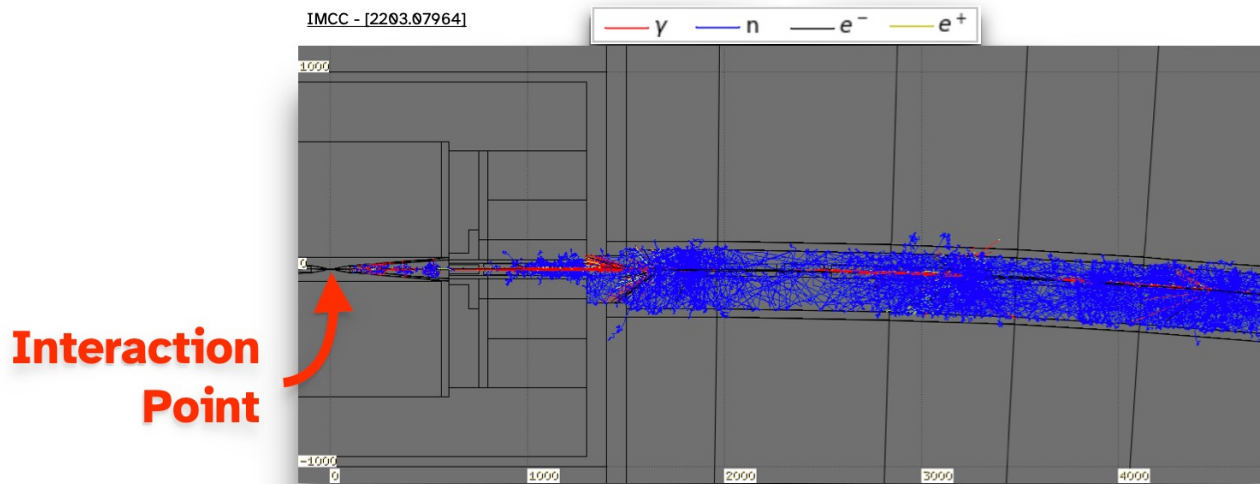 IMCC - [2203.07964]
γ n e⁻ e⁺
1000
0
Interaction
Point
-1000
0 1000 2000 3000 4000